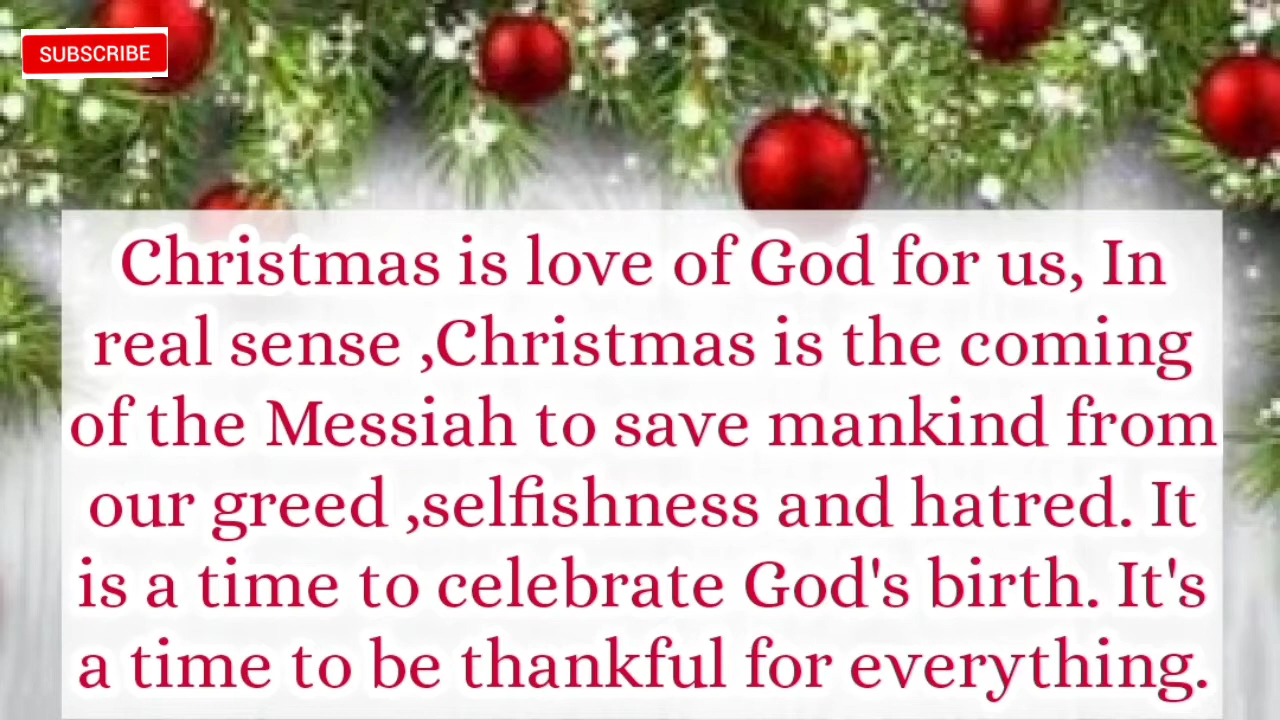 SUBSCRIBE
Christmas is love of God for us, In
real sense ,Christmas is the coming
of the Messiah to save mankind from
our greed ,selfishness and hatred. It
is a time to celebrate God's birth. It's
a time to be thankful for everything.